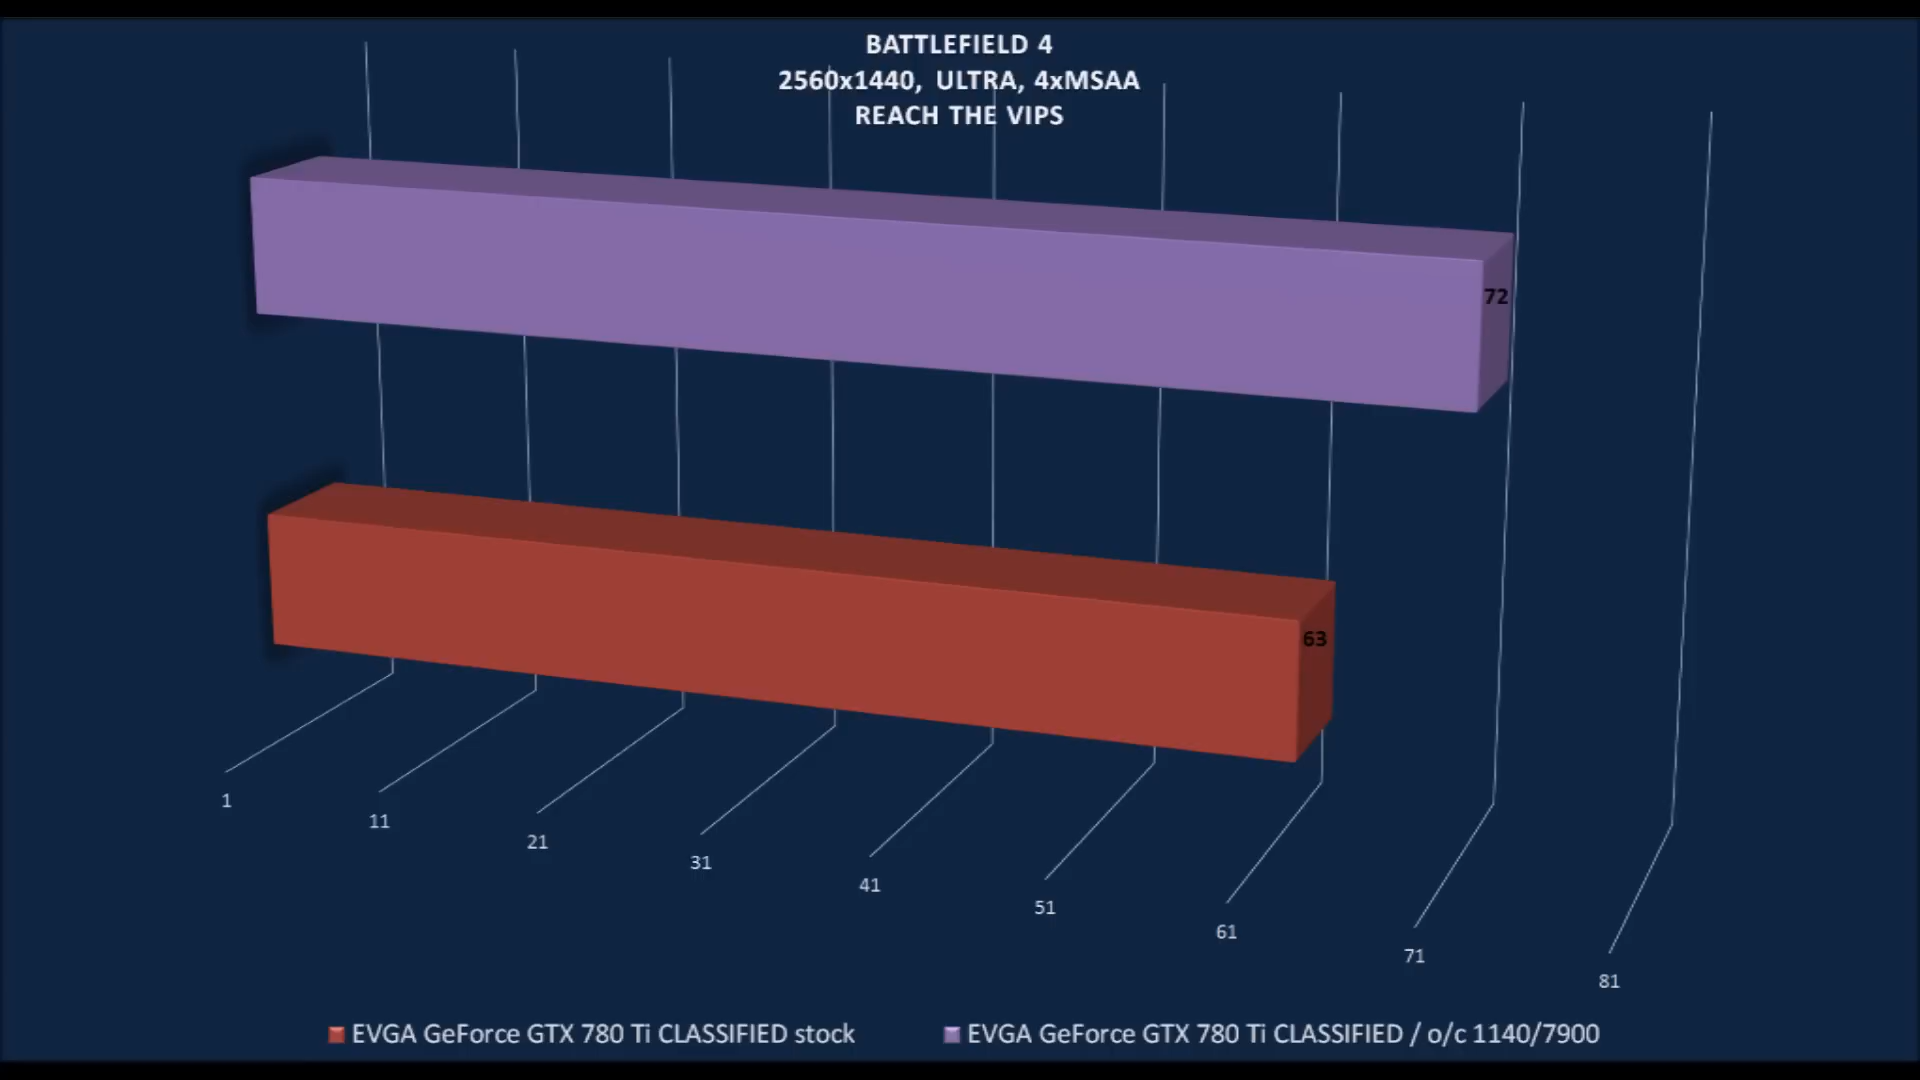 BATTLEFIELD 4
2560x1440, ULTRA, 4xMSAA
REACH THE VIPS
72
63
1
11
21
31
41
51
61
71
81
EVGA GeForce GTX 780 Ti CLASSIFIED stock
EVGA GeForce GTX 780 Ti CLASSIFIED / o/c 1140/7900